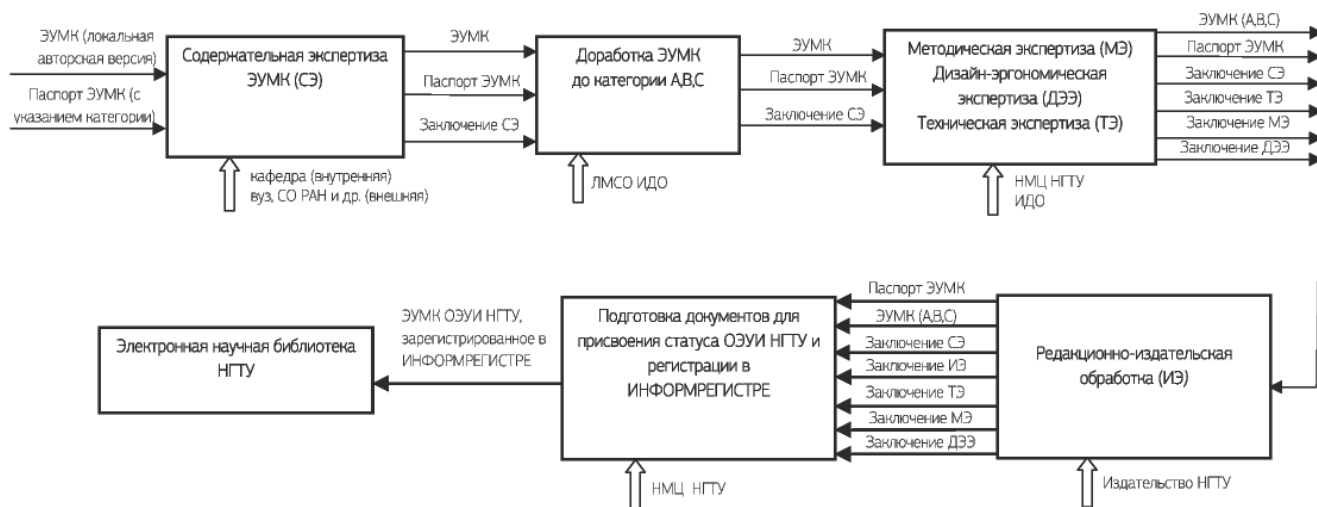 ЭУМК (локальная
авторская версия)
Паспорт ЭУМК (с
указанием категории)
Содержательная экспертиза
ЭУМК (СЭ)
кафедра (внутренняя)
вуз, СО РАН и др. (внешняя)
ЭУМК
Паспорт ЭУМК
Заключение СЭ
Доработка ЭУМК
до категории А,В,С
ЛМСО ИДО
ЭУМК
Паспорт ЭУМК
Заключение СЭ
Методическая экспертиза (МЭ)
Дизайн-эргономическая
экспертиза (ДЭЭ)
Техническая экспертиза (ТЭ)
НМЦ НГТУ
ИДО
ЭУМК (А,В,С)
Паспорт ЭУМК
Заключение СЭ
Заключение ТЭ
Заключение МЭ
Заключение ДЭЭ
Редакционно-издательская
обработка (ИЭ)
Издательство НГТУ
Паспорт ЭУМК
ЭУМК (А,В,С)
Заключение СЭ
Заключение ИЭ
Заключение ТЭ
Заключение МЭ
Заключение ДЭЭ
Подготовка документов для
присвоения статуса ОЭУИ НГТУ и
регистрации в
ИНФОРМРЕГИСТРЕ
НМЦ НГТУ
ЭУМК ОЭУИ НГТУ,
зарегистрированное в
ИНФОРМРЕГИСТРЕ
Электронная научная библиотека
НГТУ